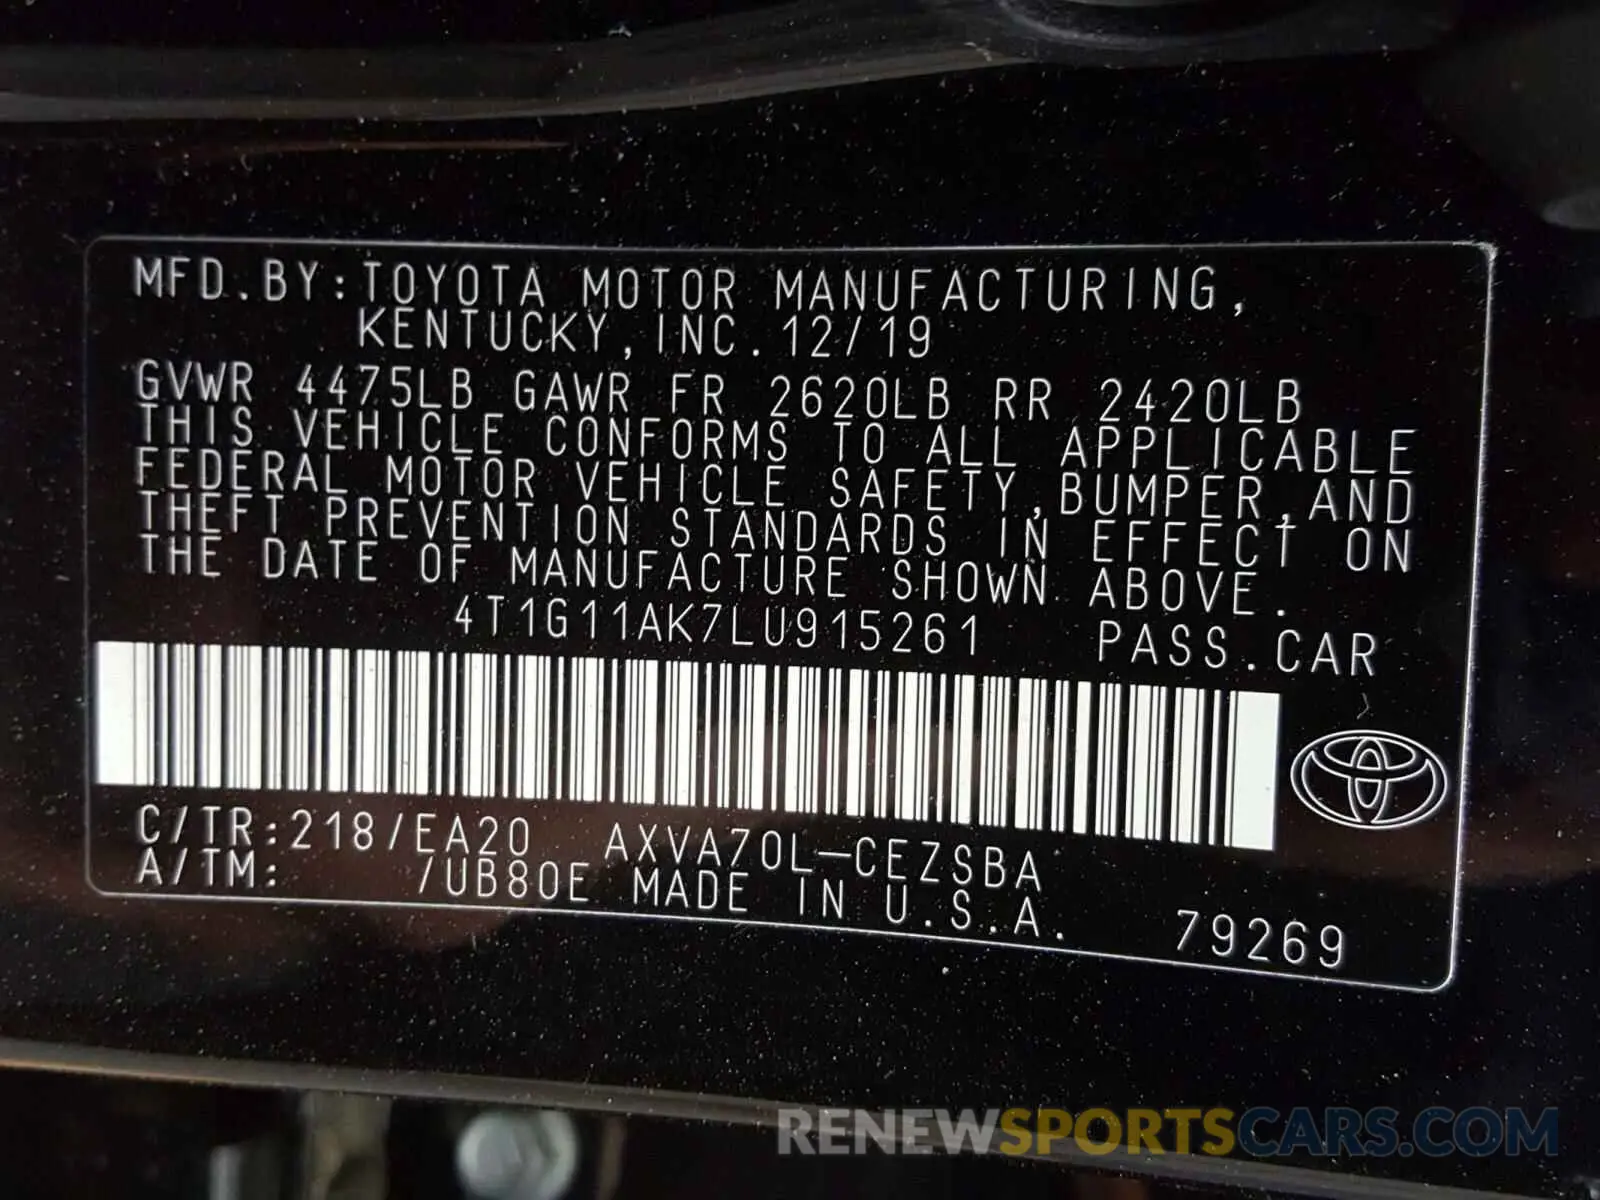 MFD.BY:TOYOTA MOTOR MANUFACTURING,
KENTUCKY,INC.12/19
GVWR 4475LB GAWR FR 2620LB RR 2420LB
THIS VEHICLE CONFORMS TO ALL APPLICABLE
FEDERAL MOTOR VEHICLE SAFETY,BUMPER,AND
THEFT PREVENTION STANDARDS IN EFFECT ON
THE DATE OF MANUFACTURE SHOWN ABOVE.
4T1G11AK7LU915261 PASS.CAR
C/TR:218/EA20 AXVA70L-CEZSBA
A/TM: /UB80E MADE IN U.S.A. 79269
RENEWSPORTSCARS.COM